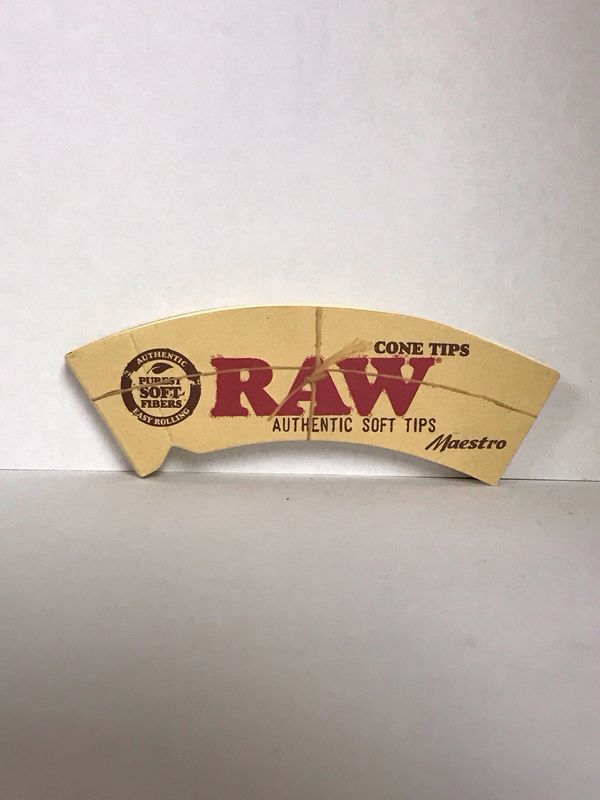 AUTHENTIC
PUREST
SOFT
FIBERS
EASY ROLLING
CONE TIPS
RAW®
AUTHENTIC SOFT TIPS
Maestro